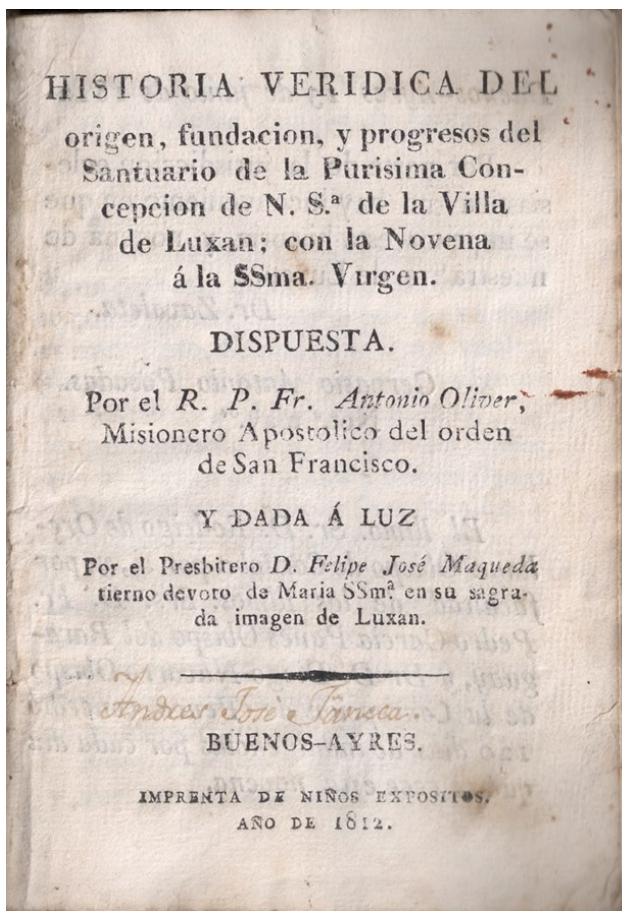 HISTORIA VERIDICA DEL
origen, fundacion, y progresos del
Santuario de la Purisima Con-
cepcion de N. S.ª de la Villa
de Luxan; con la Novena
á la SSma. Virgen.
DISPUESTA.
Por el R. P. Fr. Antonio Oliver,
Misionero Apostolico del orden
de San Francisco.
Y DADA Á LUZ
Por el Presbitero D. Felipe José Maqueda
tierno devoto de Maria SSmª. en su sagra-
da imagen de Luxan.
Andres José
BUENOS-AYRES.
IMPRENTA DE NIÑOS EXPOSITOS.
AÑO DE 1812.